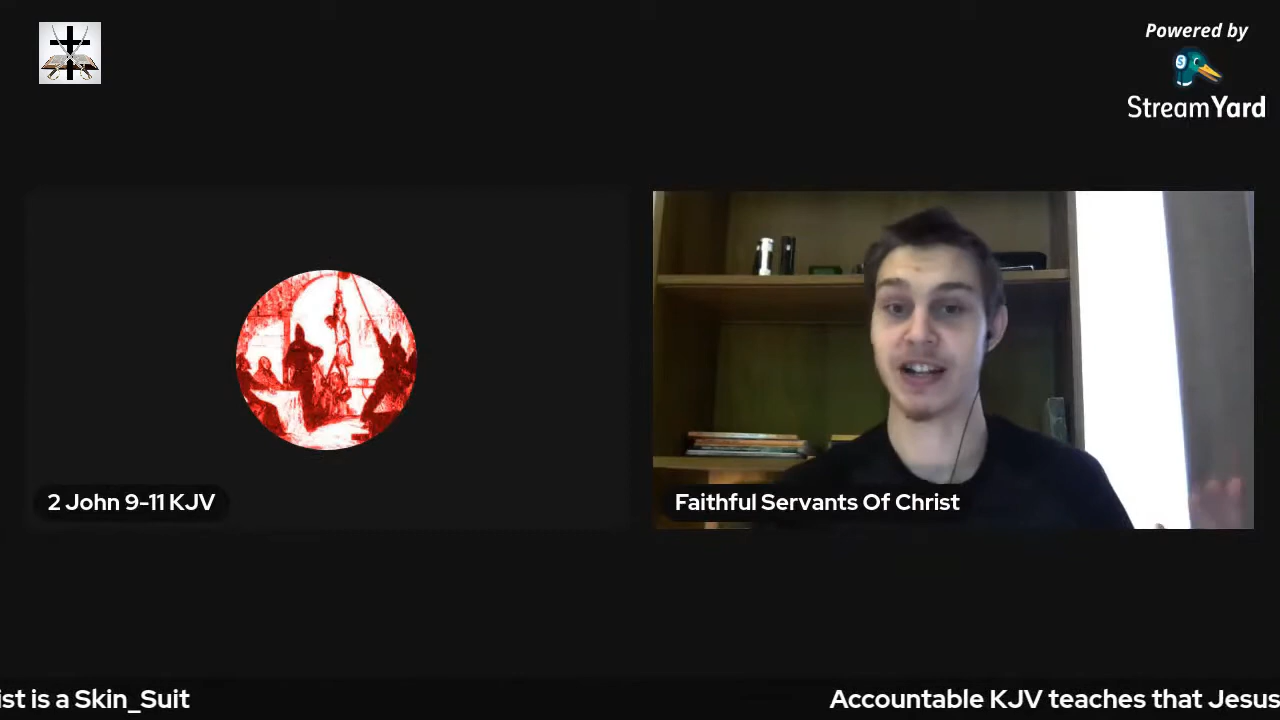 Powered by
StreamYard
2 John 9-11 KJV
Faithful Servants Of Christ
ist is a Skin_Suit
Accountable KJV teaches that Jesus